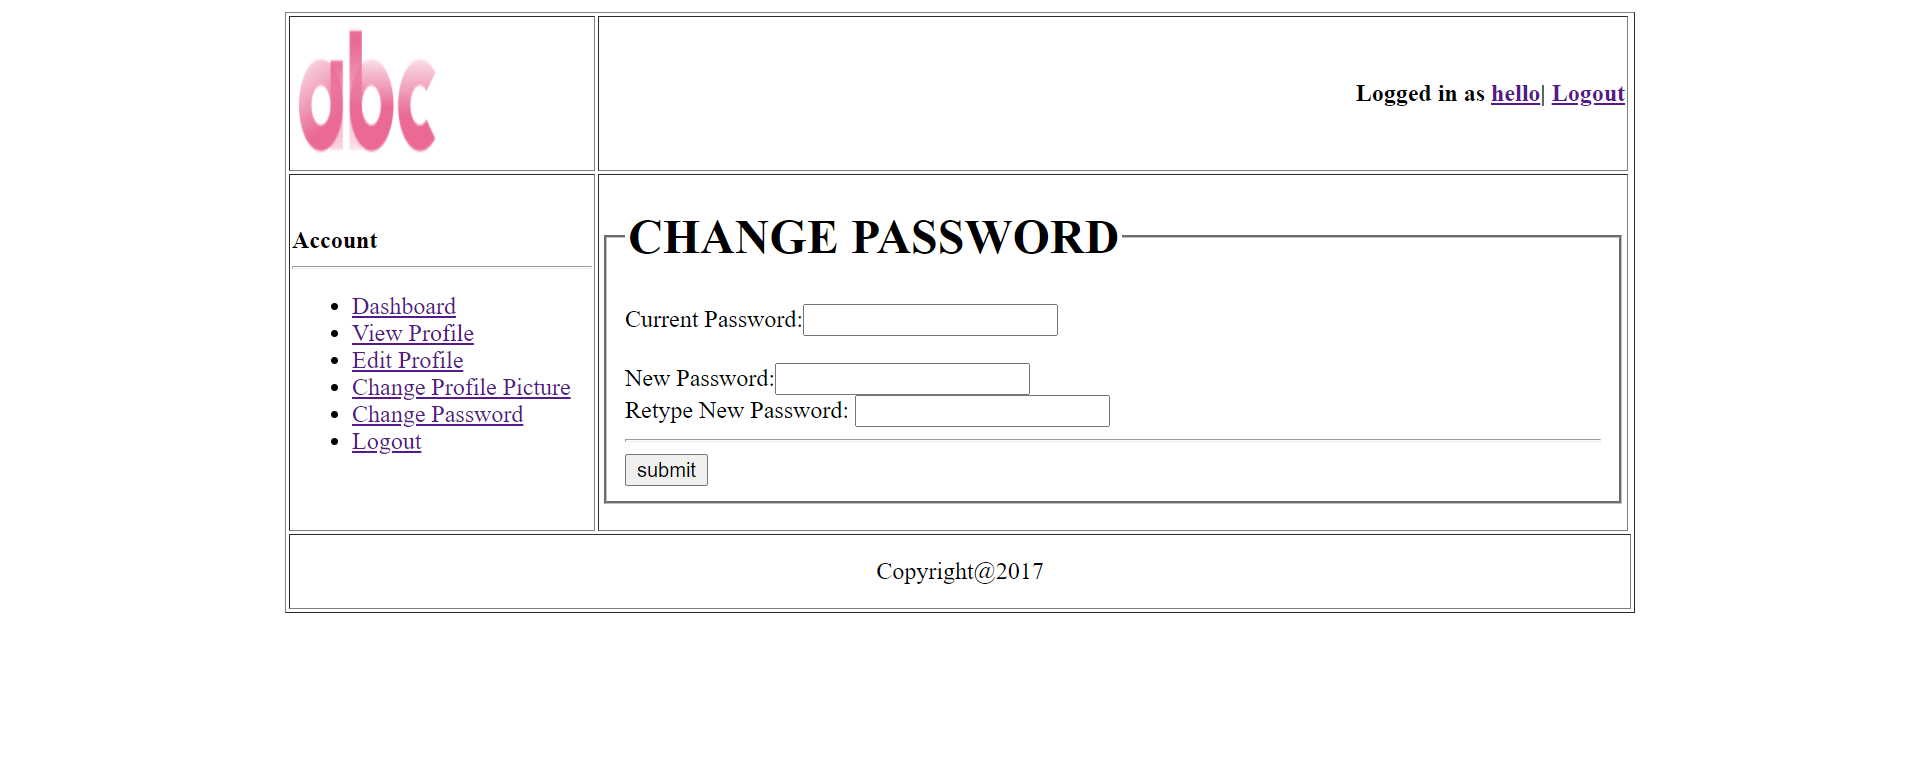 abc
Logged in as hello| Logout
Account
Dashboard
View Profile
Edit Profile
Change Profile Picture
Change Password
Logout
CHANGE PASSWORD
Current Password:
New Password:
Retype New Password:
submit
Copyright@2017